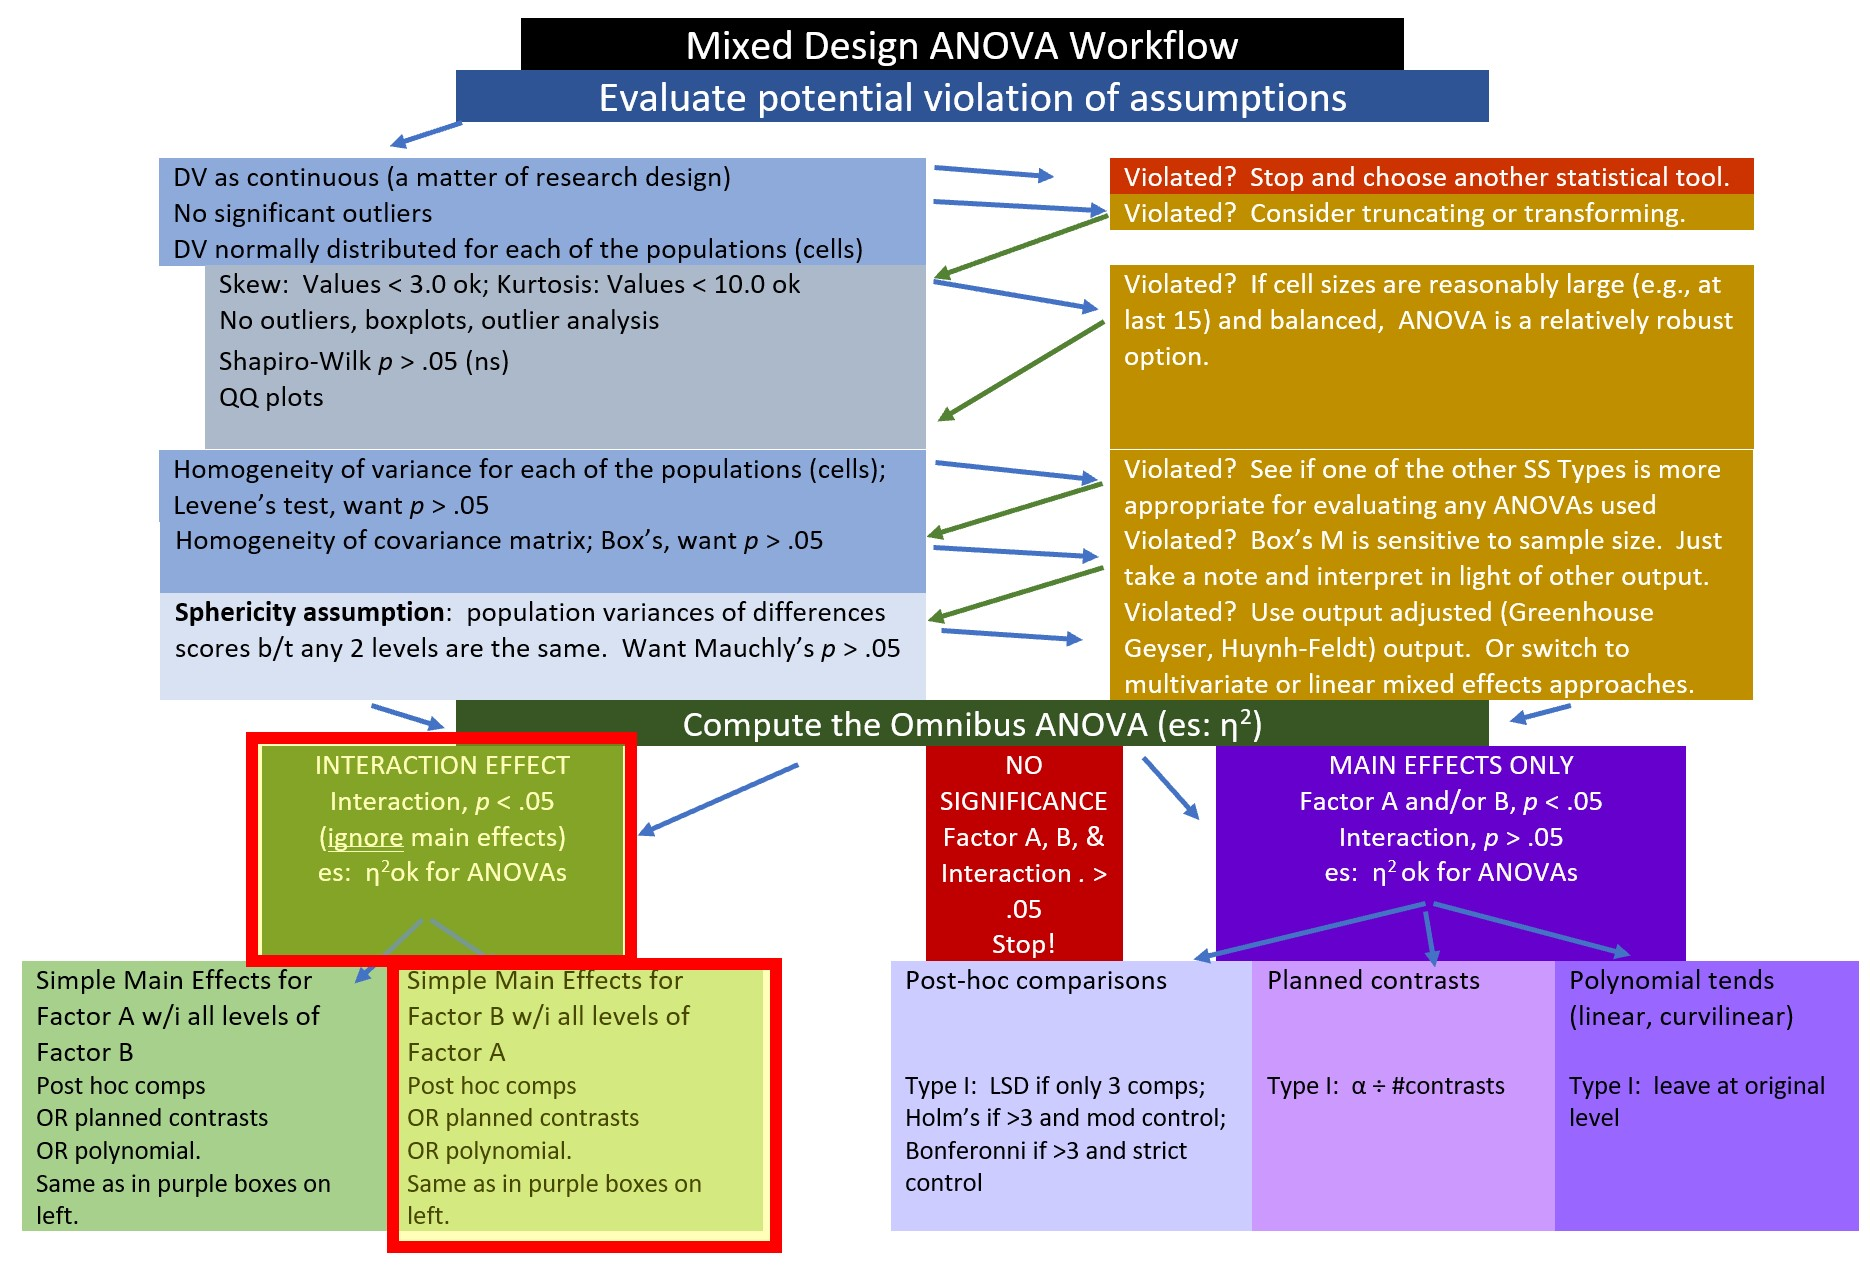 Mixed Design ANOVA Workflow
Evaluate potential violation of assumptions
DV as continuous (a matter of research design)
No significant outliers
DV normally distributed for each of the populations (cells)
Skew:  Values < 3.0 ok; Kurtosis: Values < 10.0 ok
No outliers, boxplots, outlier analysis
Shapiro-Wilk p > .05 (ns)
QQ plots
Violated?  Stop and choose another statistical tool.
Violated?  Consider truncating or transforming.
Violated?  If cell sizes are reasonably large (e.g., at
last 15) and balanced,  ANOVA is a relatively robust
option.
Homogeneity of variance for each of the populations (cells);
Levene’s test, want p > .05
Homogeneity of covariance matrix; Box’s, want p > .05
Sphericity assumption:  population variances of differences
scores b/t any 2 levels are the same.  Want Mauchly’s p > .05
Violated?  See if one of the other SS Types is more
appropriate for evaluating any ANOVAs used
Violated?  Box’s M is sensitive to sample size.  Just
take a note and interpret in light of other output.
Violated?  Use output adjusted (Greenhouse
Geyser, Huynh-Feldt) output.  Or switch to
multivariate or linear mixed effects approaches.
Compute the Omnibus ANOVA (es: η²)
INTERACTION EFFECT
Interaction, p < .05
(ignore main effects)
es:  η²ok for ANOVAs
NO
SIGNIFICANCE
Factor A, B, &
Interaction . >
.05
Stop!
MAIN EFFECTS ONLY
Factor A and/or B, p < .05
Interaction, p > .05
es:  η² ok for ANOVAs
Simple Main Effects for
Factor A w/i all levels of
Factor B
Post hoc comps
OR planned contrasts
OR polynomial.
Same as in purple boxes on
left.
Simple Main Effects for
Factor B w/i all levels of
Factor A
Post hoc comps
OR planned contrasts
OR polynomial.
Same as in purple boxes on
left.
Post-hoc comparisons
Type I:  LSD if only 3 comps;
Holm’s if >3 and mod control;
Bonferonni if >3 and strict
control
Planned contrasts
Type I:  α ÷ #contrasts
Polynomial tends
(linear, curvilinear)
Type I:  leave at original
level